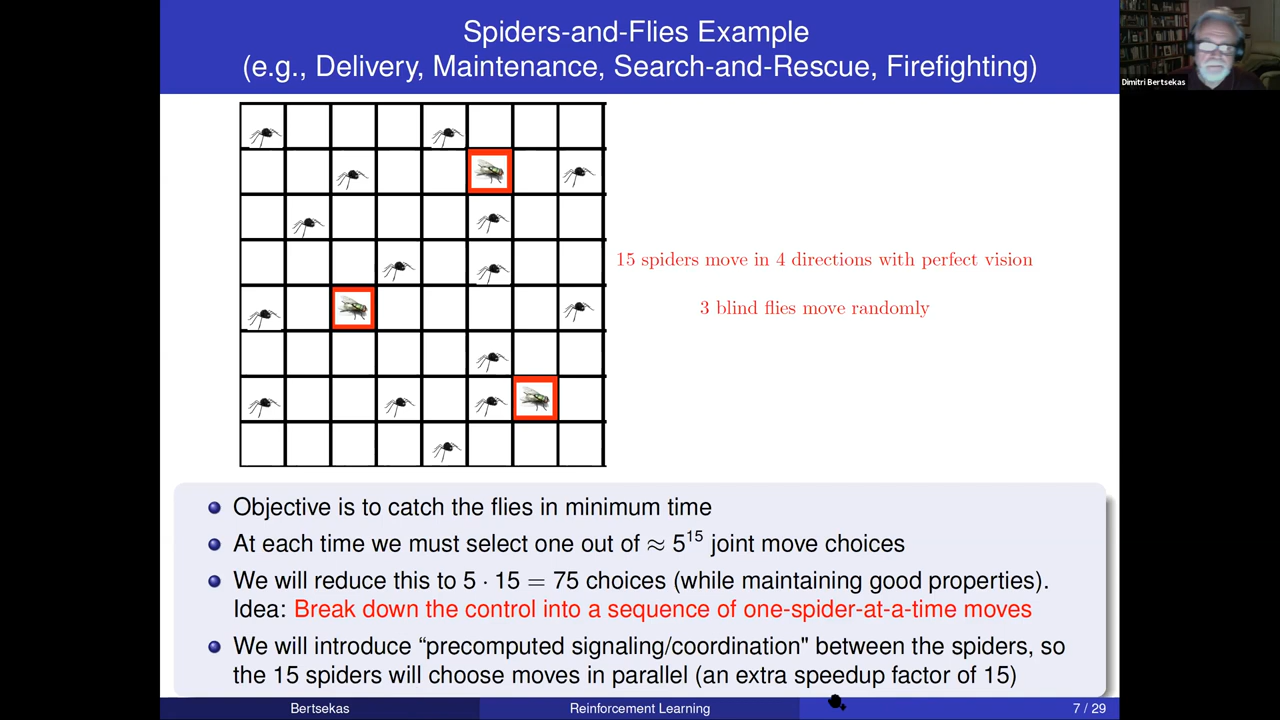 Spiders-and-Flies Example
(e.g., Delivery, Maintenance, Search-and-Rescue, Firefighting)
Dimitri Bertsekas
15 spiders move in 4 directions with perfect vision
3 blind flies move randomly
Objective is to catch the flies in minimum time
At each time we must select one out of ≈ 5¹⁵ joint move choices
We will reduce this to 5 · 15 = 75 choices (while maintaining good properties).
Idea: Break down the control into a sequence of one-spider-at-a-time moves
We will introduce “precomputed signaling/coordination" between the spiders, so
the 15 spiders will choose moves in parallel (an extra speedup factor of 15)
Bertsekas
Reinforcement Learning
7 / 29